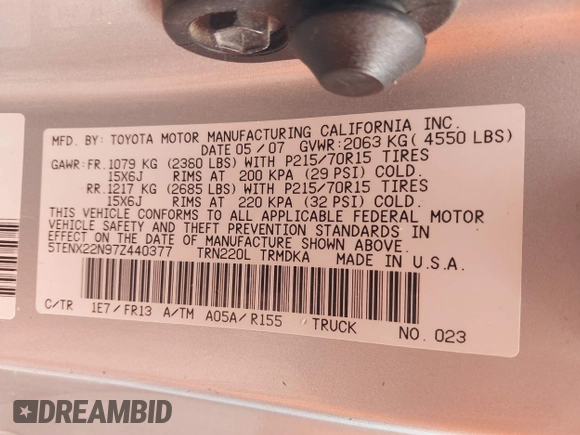 MFD. BY: TOYOTA MOTOR MANUFACTURING CALIFORNIA INC.
DATE 05 / 07 GVWR: 2063 KG( 4550 LBS)
GAWR: FR. 1079 KG (2380 LBS) WITH P215/70R15 TIRES
15X6J RIMS AT 200 KPA (29 PSI) COLD.
RR. 1217 KG (2685 LBS) WITH P215/70R15 TIRES
15X6J RIMS AT 220 KPA (32 PSI) COLD.
THIS VEHICLE CONFORMS TO ALL APPLICABLE FEDERAL MOTOR
VEHICLE SAFETY AND THEFT PREVENTION STANDARDS IN
EFFECT ON THE DATE OF MANUFACTURE SHOWN ABOVE.
5TENX22N97Z440377 TRN220L TRMDKA MADE IN U.S.A.
C/TR 1E7 / FR13 A/TM A05A / R155 TRUCK NO. 023
DREAMBID